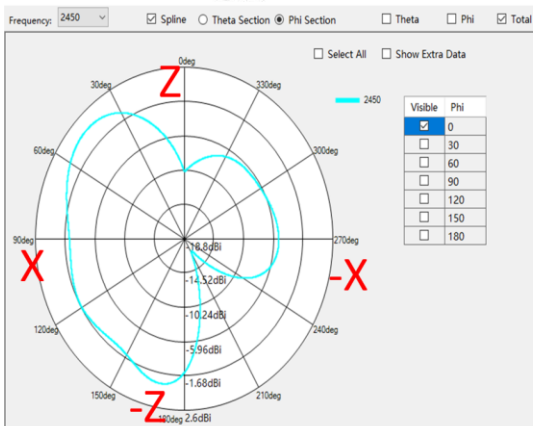 Frequency: 2450 Spline Theta Section Phi Section Theta Phi Total
Select All Show Extra Data
0deg
Z
30deg
330deg
2450
Visible Phi
0
30
60
90
120
150
180
60deg
300deg
90deg
270deg
X
-X
-18.8dBi
-14.52dBi
-10.24dBi
-5.96dBi
-1.68dBi
120deg
240deg
150deg
210deg
-Z
180deg 2.6dBi